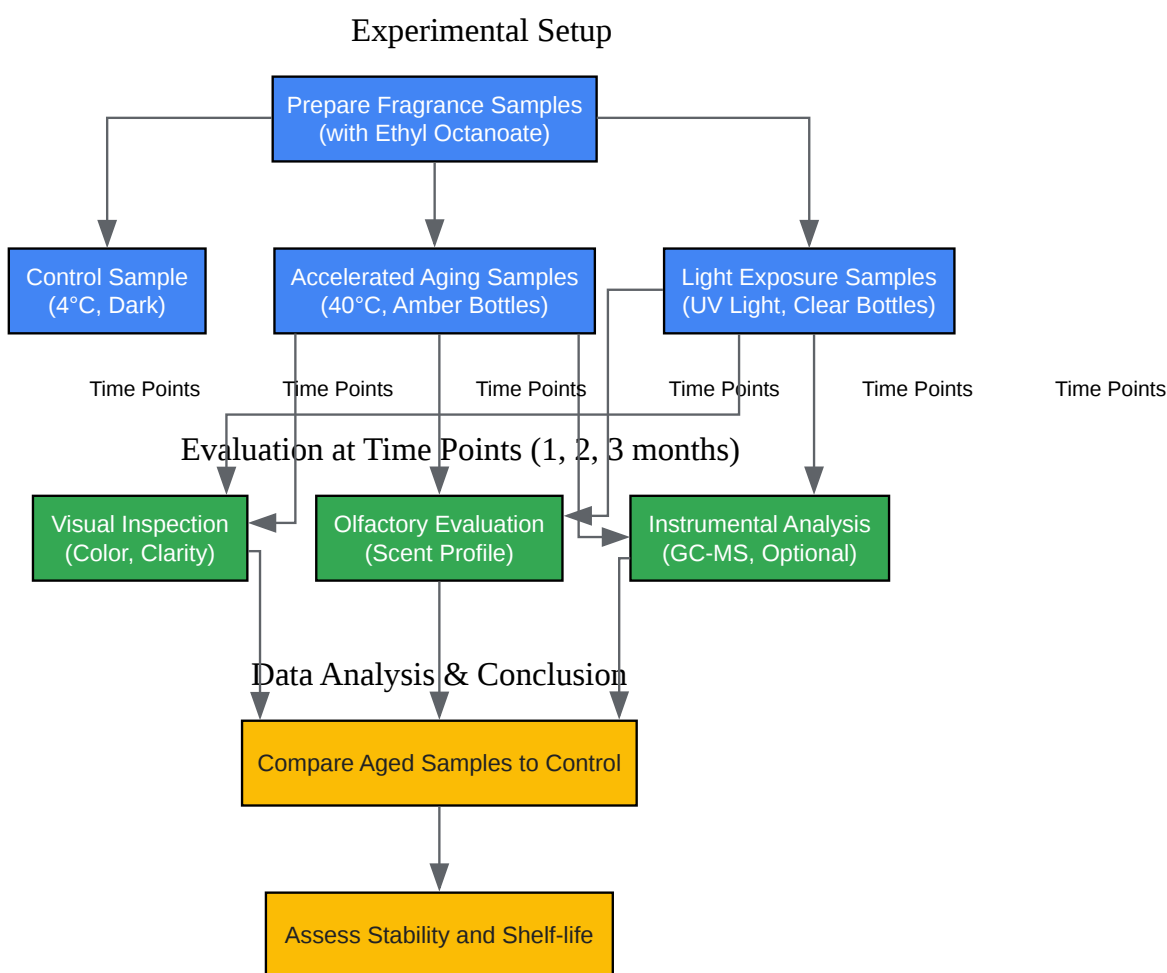 Experimental Setup
Prepare Fragrance Samples
(with Ethyl Octanoate)
Control Sample
(4°C, Dark)
Accelerated Aging Samples
(40°C, Amber Bottles)
Light Exposure Samples
(UV Light, Clear Bottles)
Time Points
Time Points
Time Points
Time Points
Time Points
Time Points
Evaluation at Time Points (1, 2, 3 months)
Visual Inspection
(Color, Clarity)
Olfactory Evaluation
(Scent Profile)
Instrumental Analysis
(GC-MS, Optional)
Data Analysis & Conclusion
Compare Aged Samples to Control
Assess Stability and Shelf-life